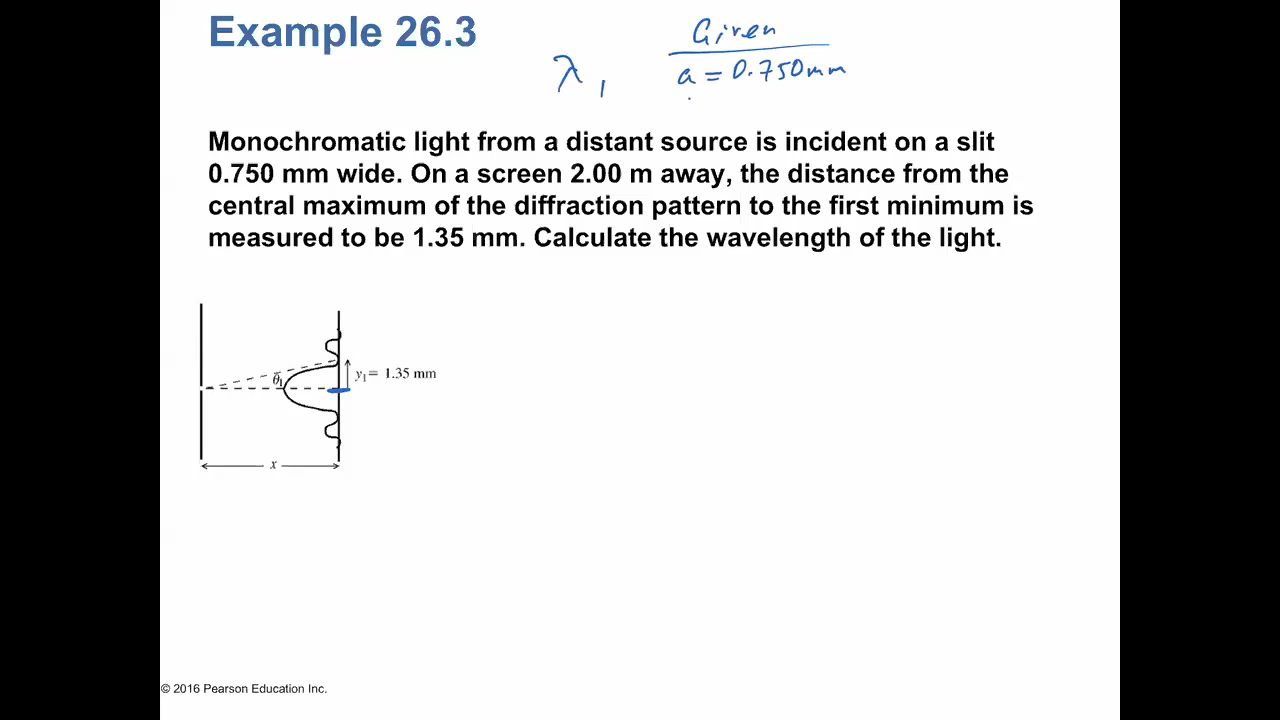 Example 26.3
Given
λ,
a = 0.750mm
Monochromatic light from a distant source is incident on a slit
0.750 mm wide. On a screen 2.00 m away, the distance from the
central maximum of the diffraction pattern to the first minimum is
measured to be 1.35 mm. Calculate the wavelength of the light.
θ₁
y₁ = 1.35 mm
x
© 2016 Pearson Education Inc.